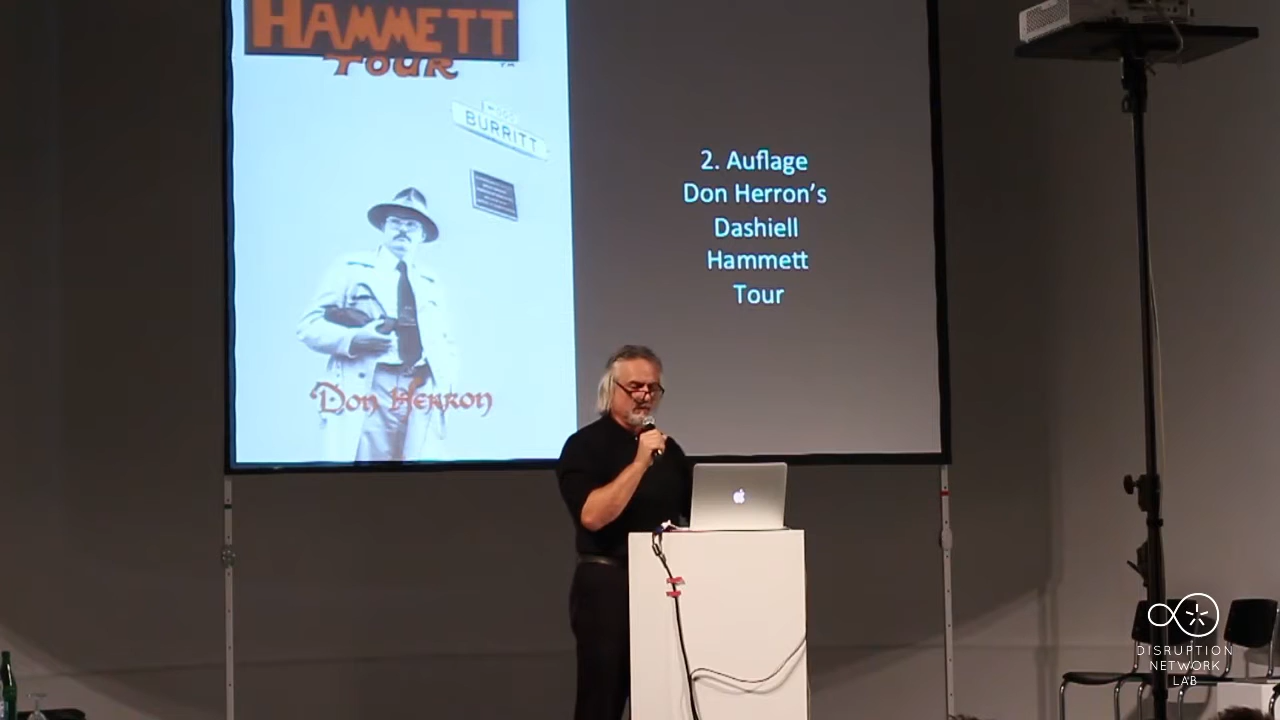 HAMMETT
TOUR
BURRITT
Don Herron
2. Auflage
Don Herron's
Dashiell
Hammett
Tour
DISRUPTION
NETWORK
LAB